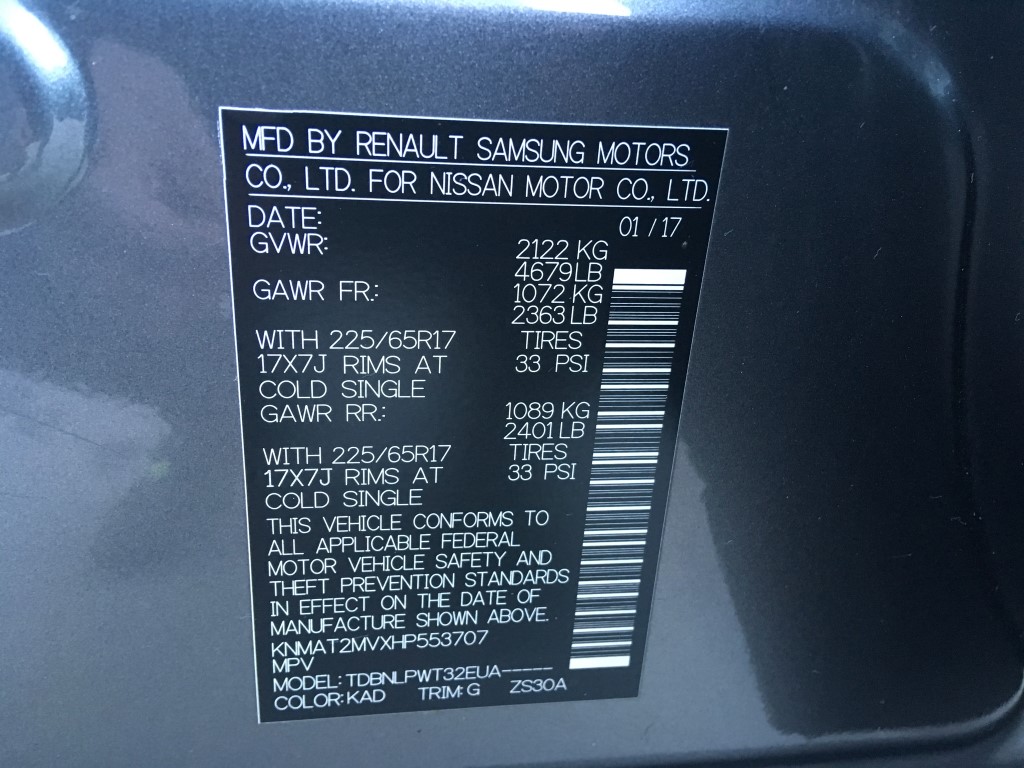 MFD BY RENAULT SAMSUNG MOTORS
CO., LTD. FOR NISSAN MOTOR CO., LTD.
DATE: 01 / 17
GVWR: 2122 KG
4679 LB
GAWR FR.: 1072 KG
2363 LB
WITH 225/65R17 TIRES
17X7J RIMS AT 33 PSI
COLD SINGLE
GAWR RR.: 1089 KG
2401 LB
WITH 225/65R17 TIRES
17X7J RIMS AT 33 PSI
COLD SINGLE
THIS VEHICLE CONFORMS TO
ALL APPLICABLE FEDERAL
MOTOR VEHICLE SAFETY AND
THEFT PREVENTION STANDARDS
IN EFFECT ON THE DATE OF
MANUFACTURE SHOWN ABOVE.
KNMAT2MVXHP553707
MPV
MODEL: TDBNLPWT32EUA-----
COLOR: KAD TRIM: G ZS30A